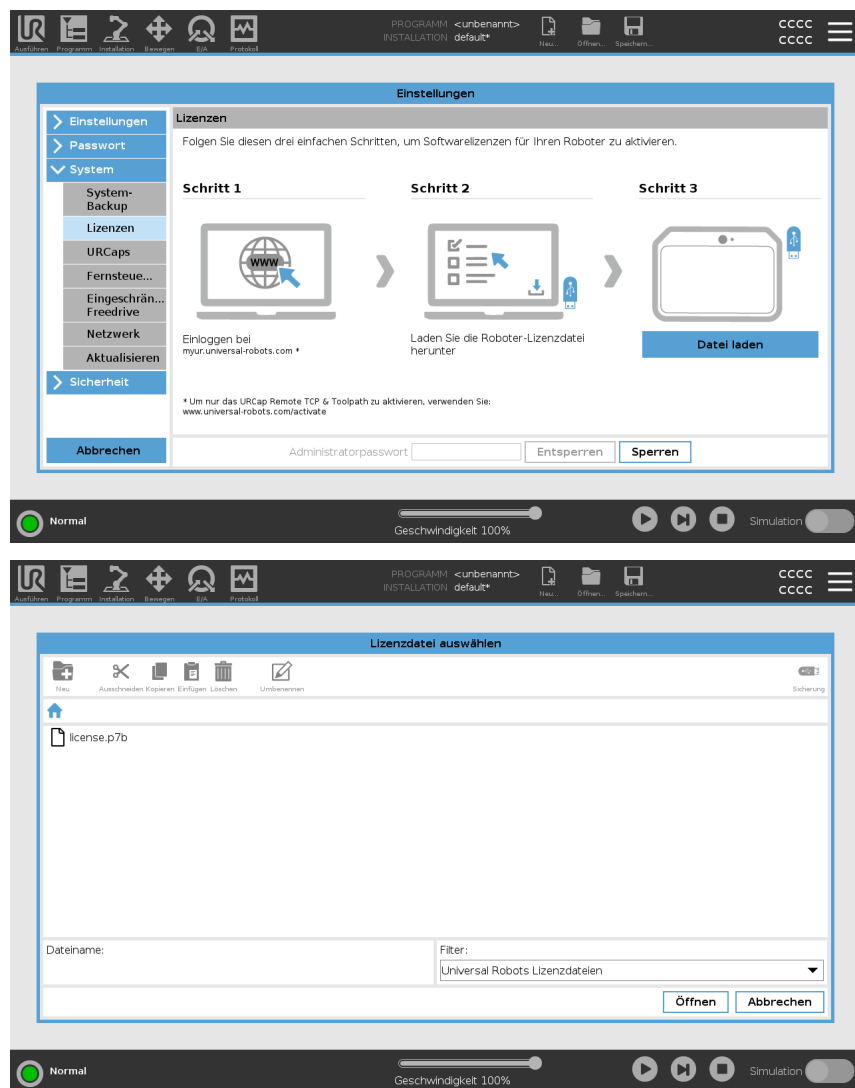 PROGRAMM <unbenannt>
INSTALLATION default*
CCCC
CCCC
Ausführen Programm Installation Bewegen E/A Protokoll Neu... Öffnen... Speichern...
Einstellungen
Einstellungen
Passwort
System
System-
Backup
Lizenzen
URCaps
Fernsteue...
Eingeschrän...
Freedrive
Netzwerk
Aktualisieren
Sicherheit
Abbrechen
Lizenzen
Folgen Sie diesen drei einfachen Schritten, um Softwarelizenzen für Ihren Roboter zu aktivieren.
Schritt 1
www
Einloggen bei
myur.universal-robots.com *
Schritt 2
Laden Sie die Roboter-Lizenzdatei
herunter
Schritt 3
Datei laden
* Um nur das URCap Remote TCP & Toolpath zu aktivieren, verwenden Sie:
www.universal-robots.com/activate
Administratorpasswort Entsperren Sperren
Normal
Geschwindigkeit 100%
Simulation
PROGRAMM <unbenannt>
INSTALLATION default*
CCCC
CCCC
Ausführen Programm Installation Bewegen E/A Protokoll Neu... Öffnen... Speichern...
Lizenzdatei auswählen
Neu Ausschneiden Kopieren Einfügen Löschen Umbenennen Sicherung
license.p7b
Dateiname:
Filter:
Universal Robots Lizenzdateien
Öffnen Abbrechen
Normal
Geschwindigkeit 100%
Simulation